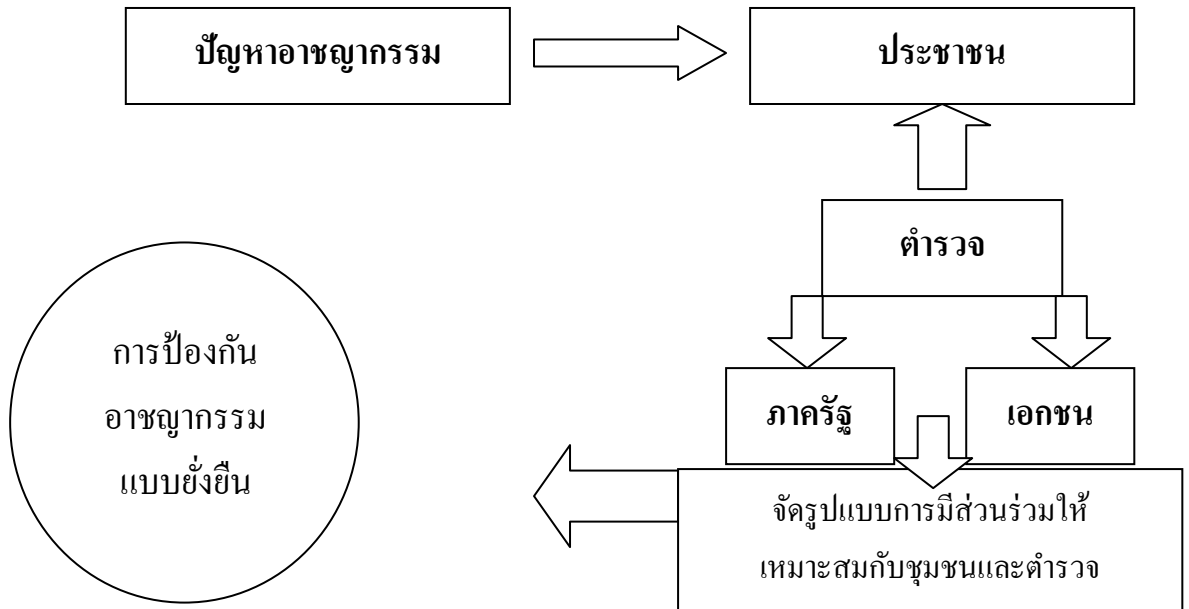 ปัญหาอาชญากรรม
ประชาชน
ตำรวจ
การป้องกัน
อาชญากรรม
แบบยั่งยืน
ภาครัฐ
เอกชน
จัดรูปแบบการมีส่วนร่วมให้
เหมาะสมกับชุมชนและตำรวจ